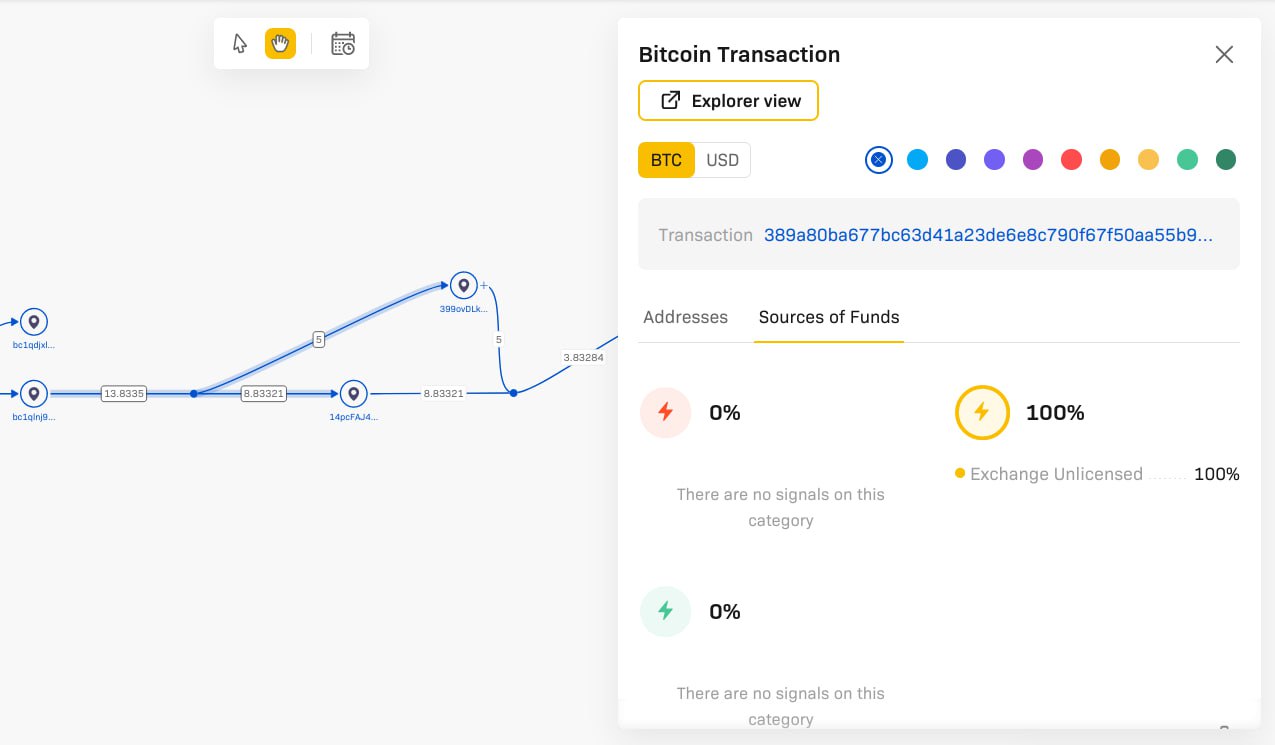 Bitcoin Transaction
Explorer view
BTC USD
Transaction 389a80ba677bc63d41a23de6e8c790f67f50aa55b9...
Addresses Sources of Funds
0%
There are no signals on this
category
100%
Exchange Unlicensed 100%
0%
There are no signals on this
category
399ovDLk...
bc1qdjxl...
5
5
3.83284
13.8335
8.83321
8.83321
bc1qlnj9...
14pcFAJ4...